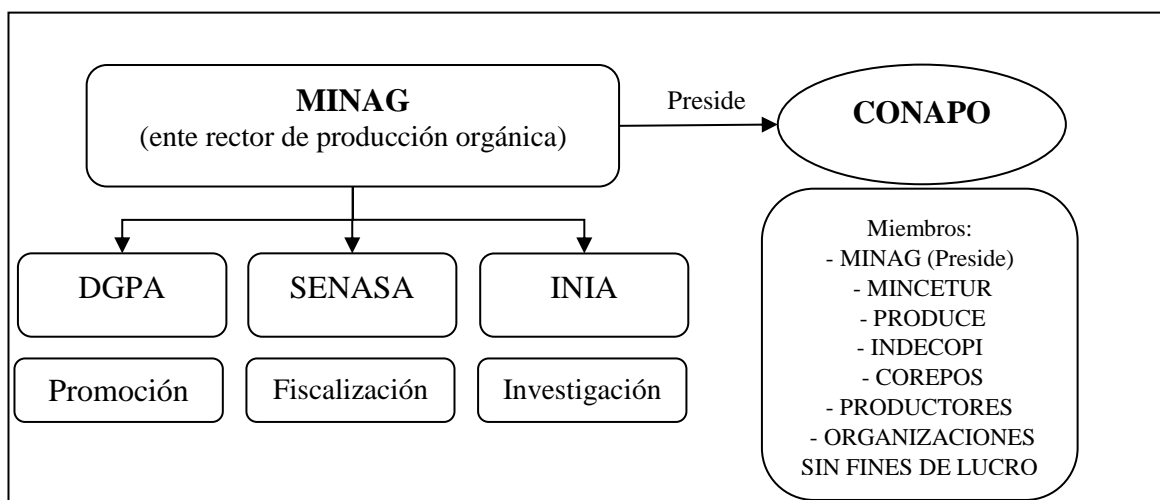 MINAG
(ente rector de producción orgánica)
Preside
CONAPO
DGPA
SENASA
INIA
Promoción
Fiscalización
Investigación
Miembros:
- MINAG (Preside)
- MINCETUR
- PRODUCE
- INDECOPI
- COREPOS
- PRODUCTORES
- ORGANIZACIONES
SIN FINES DE LUCRO